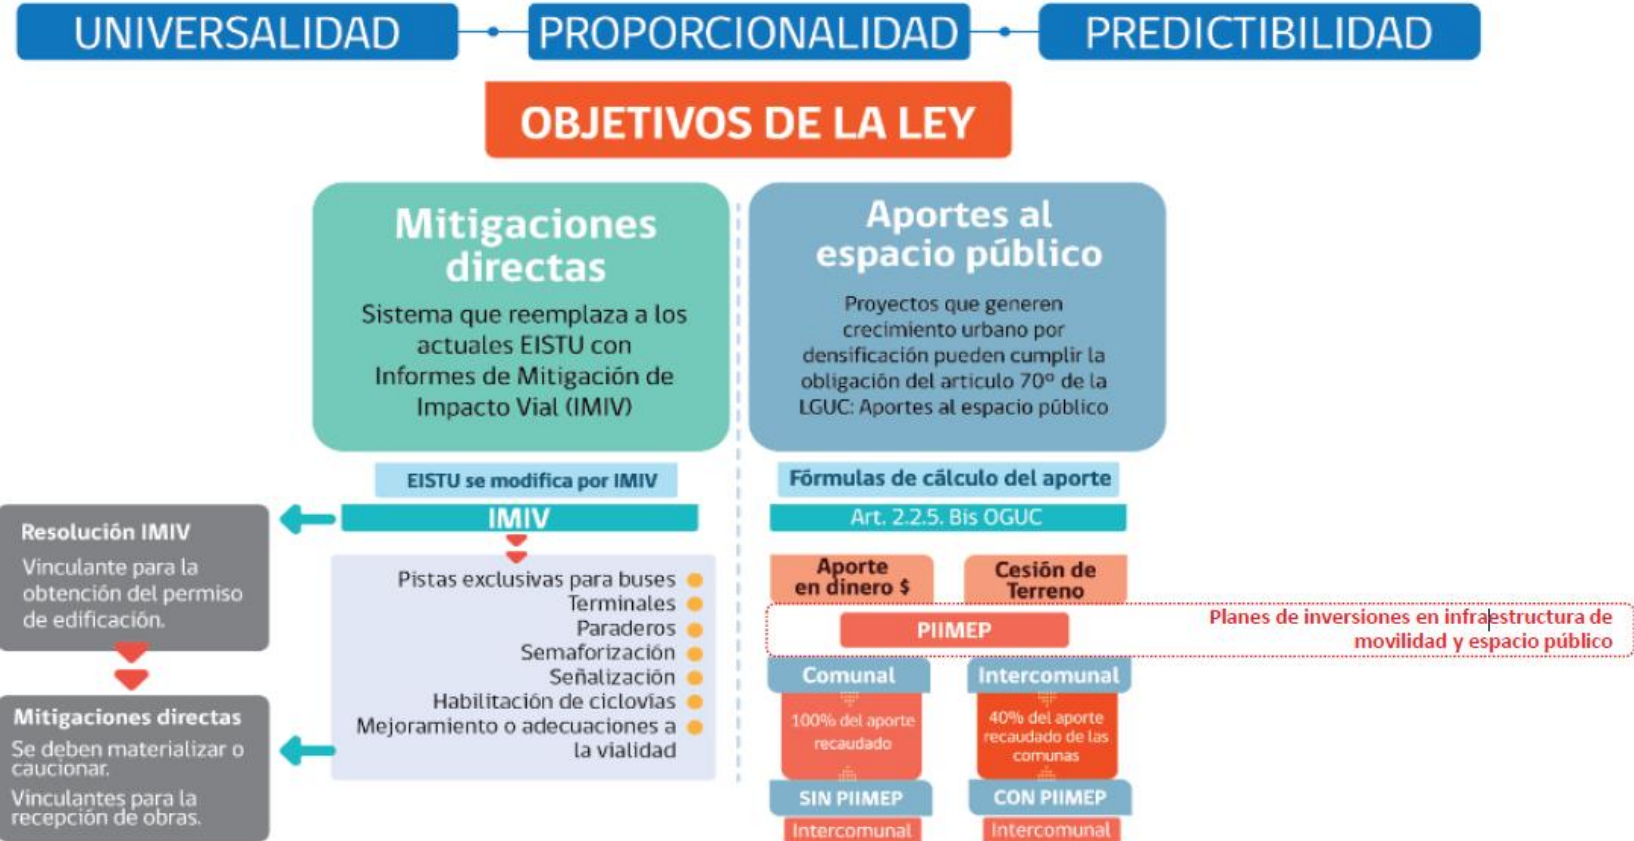 UNIVERSALIDAD
PROPORCIONALIDAD
PREDICTIBILIDAD
OBJETIVOS DE LA LEY
Mitigaciones
directas
Sistema que reemplaza a los
actuales EISTU con
Informes de Mitigación de
Impacto Vial (IMIV)
Aportes al
espacio público
Proyectos que generen
crecimiento urbano por
densificación pueden cumplir la
obligación del articulo 70º de la
LGUC: Aportes al espacio público
EISTU se modifica por IMIV
IMIV
Resolución IMIV
Vinculante para la
obtención del permiso
de edificación.
Mitigaciones directas
Se deben materializar o
caucionar.
Vinculantes para la
recepción de obras.
Pistas exclusivas para buses
Terminales
Paraderos
Semaforización
Señalización
Habilitación de ciclovías
Mejoramiento o adecuaciones a
la vialidad
Fórmulas de cálculo del aporte
Art. 2.2.5. Bis OGUC
Aporte
en dinero $
Cesión de
Terreno
PIIMEP
Planes de inversiones en infraestructura de
movilidad y espacio público
Comunal
100% del aporte
recaudado
SIN PIIMEP
Intercomunal
Intercomunal
40% del aporte
recaudado de las
comunas
CON PIIMEP
Intercomunal